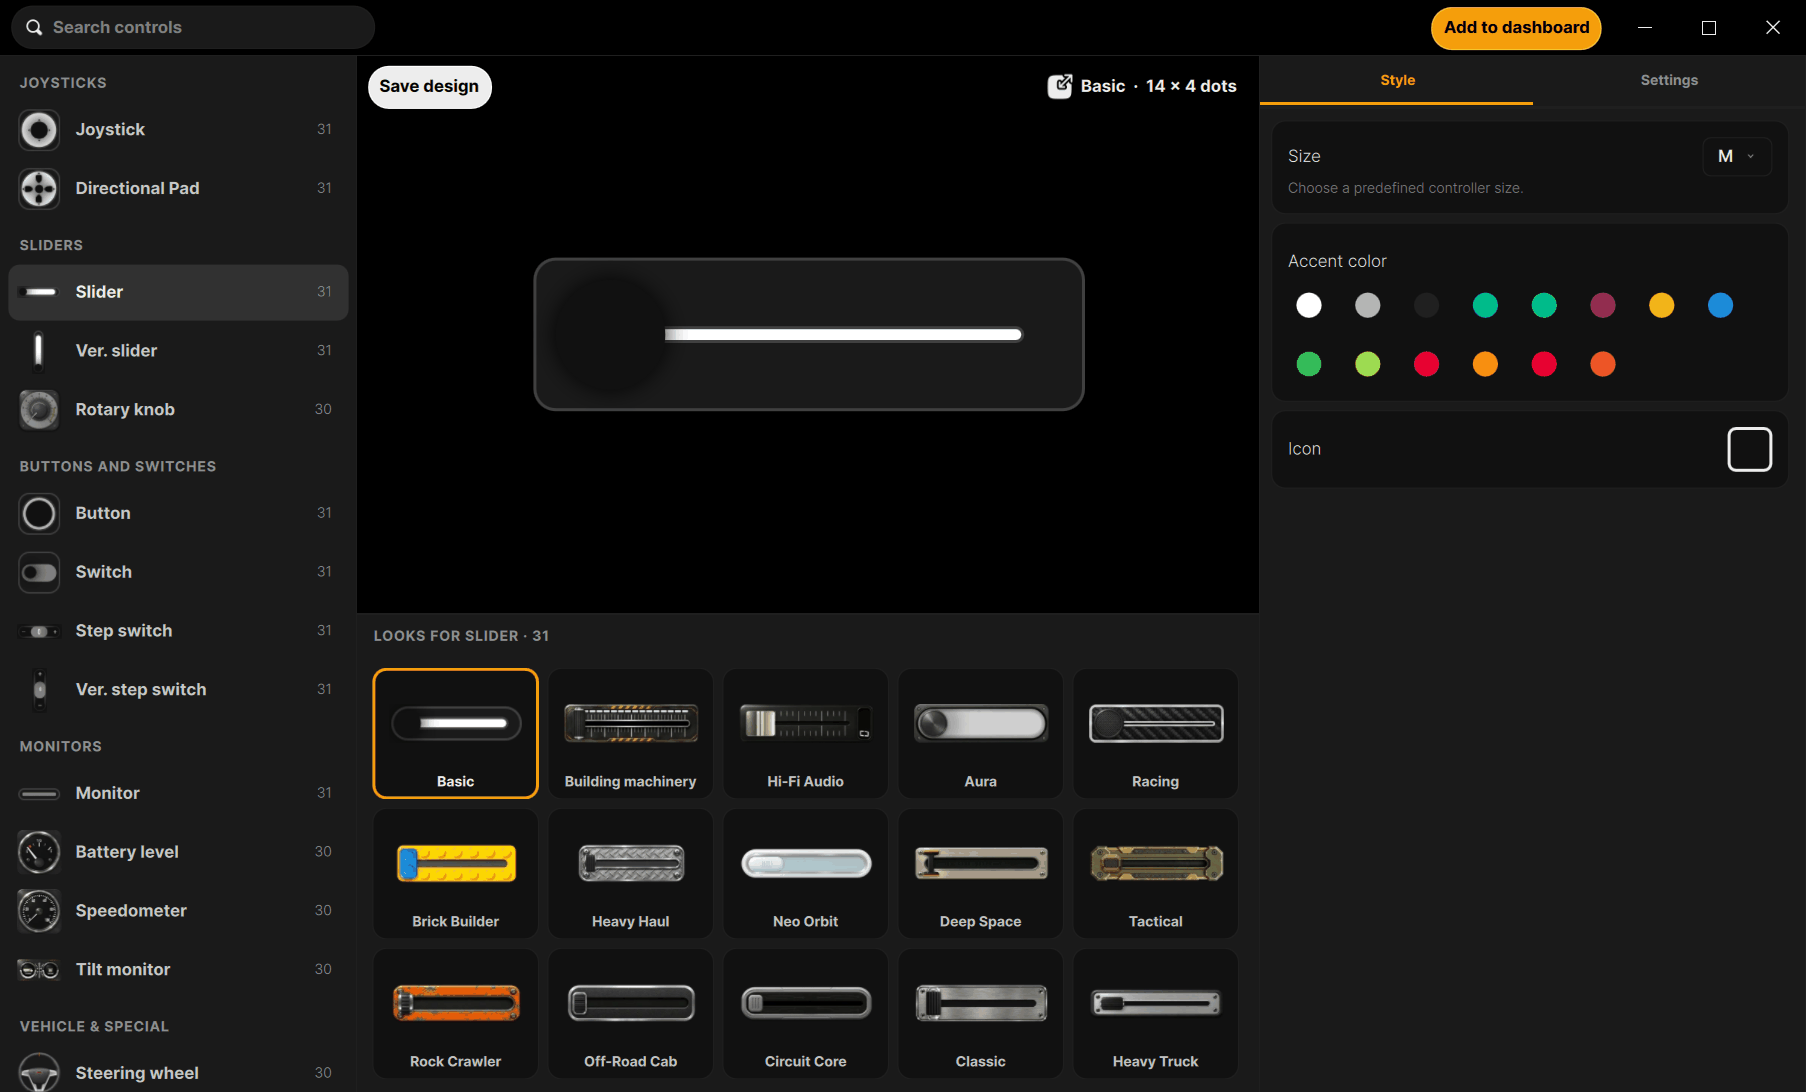 Search controls
Add to dashboard
JOYSTICKS
Joystick 31
Directional Pad 31
SLIDERS
Slider 31
Ver. slider 31
Rotary knob 30
BUTTONS AND SWITCHES
Button 31
Switch 31
Step switch 31
Ver. step switch 31
MONITORS
Monitor 31
Battery level 30
Speedometer 30
Tilt monitor 30
VEHICLE & SPECIAL
Steering wheel 30
Save design
Basic · 14 × 4 dots
LOOKS FOR SLIDER · 31
Basic
Building machinery
Hi-Fi Audio
Aura
Racing
Brick Builder
Heavy Haul
Neo Orbit
Deep Space
Tactical
Rock Crawler
Off-Road Cab
Circuit Core
Classic
Heavy Truck
Style
Settings
Size
M
Choose a predefined controller size.
Accent color
Icon